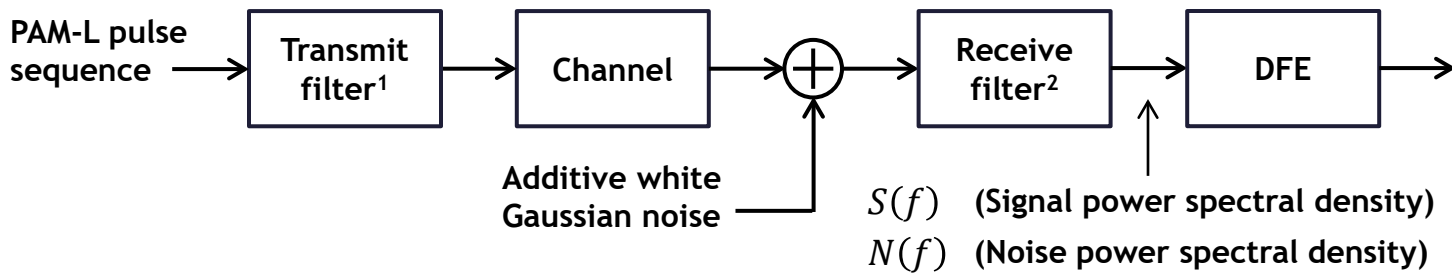 PAM-L pulse
sequence
Transmit
filter¹
Channel
Receive
filter²
DFE
Additive white
Gaussian noise
S(f) (Signal power spectral density)
N(f) (Noise power spectral density)